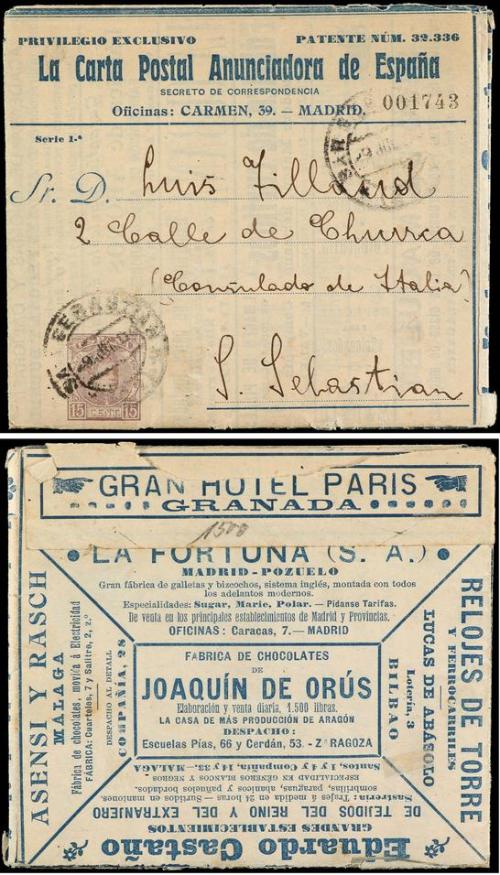 PRIVILEGIO EXCLUSIVO
PATENTE NÚM. 32.336
La Carta Postal Anunciadora de España
SECRETO DE CORRESPONDENCIA
Oficinas: CARMEN, 39. — MADRID.
001743
Serie 1.ª
Sr. D. Luis Tilland
2 Calle de Churrca
(Consulado de Italia)
S. Sebastian
SEBASTIAN
15 CENT. 15
GRAN HOTEL PARIS
GRANADA
1500
LA FORTUNA (S. A.)
MADRID-POZUELO
Gran fábrica de galletas y bizcochos, sistema inglés, montada con todos
los adelantos modernos.
Especialidades: Sugar, Marie, Polar. — Pídanse Tarifas.
De venta en los principales establecimientos de Madrid y Provincias.
OFICINAS: Caracas, 7. — MADRID
FABRICA DE CHOCOLATES
DE
JOAQUÍN DE ORÚS
Elaboración y venta diaria, 1.500 libras.
LA CASA DE MÁS PRODUCCIÓN DE ARAGÓN
DESPACHO:
Escuelas Pías, 66 y Cerdán, 53. - ZARAGOZA
ASENSI Y RASCH
MALAGA
Fábrica de chocolates, movida á Electricidad
FÁBRICA: Cuarteles, 7 y Salitre, 2, 2.º
DESPACHO AL DETALL
COMPAÑIA, 28
RELOJES DE TORRE
Y FERROCARRILES
LUCAS DE ABÁSOLO
Lotería, 3
BILBAO
Eduardo Castaño
GRANDES ESTABLECIMIENTOS
DE TEJIDOS DEL REINO Y DEL EXTRANJERO
Sastrería: Trajes á medida en 24 horas — Surtidos en mantones,
sombrillas, paraguas, abanicos y pañuelos bordados
ESPECIALIDAD EN GÉNEROS BLANCOS Y NEGROS
Santos, 1 y 4 y Compañía, 14 y 32. — MALAGA